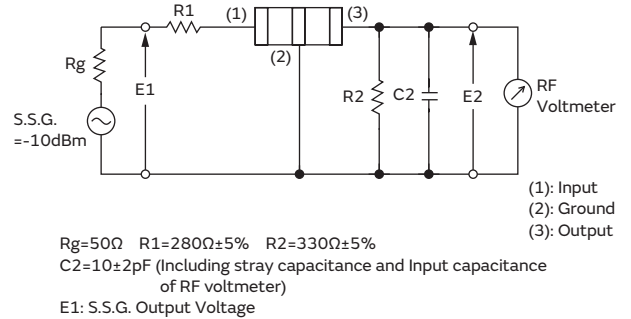 R1
(1)
(3)
(2)
Rg
E1
R2
C2
E2
RF
Voltmeter
S.S.G.
=-10dBm
(1): Input
(2): Ground
(3): Output
Rg=50Ω R1=280Ω±5% R2=330Ω±5%
C2=10±2pF (Including stray capacitance and Input capacitance
of RF voltmeter)
E1: S.S.G. Output Voltage